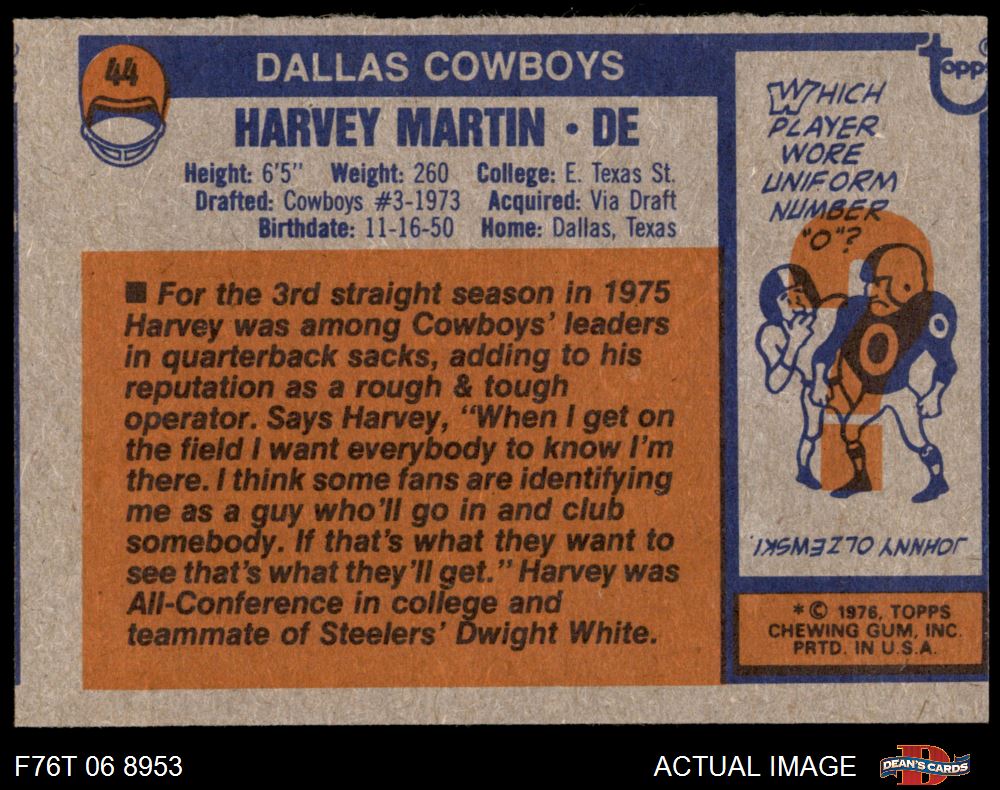 44
DALLAS COWBOYS
HARVEY MARTIN • DE
Height: 6'5" Weight: 260 College: E. Texas St.
Drafted: Cowboys #3-1973 Acquired: Via Draft
Birthdate: 11-16-50 Home: Dallas, Texas
■ For the 3rd straight season in 1975
Harvey was among Cowboys' leaders
in quarterback sacks, adding to his
reputation as a rough & tough
operator. Says Harvey, "When I get on
the field I want everybody to know I'm
there. I think some fans are identifying
me as a guy who'll go in and club
somebody. If that's what they want to
see that's what they'll get." Harvey was
All-Conference in college and
teammate of Steelers' Dwight White.
topps
©
WHICH
PLAYER
WORE
UNIFORM
NUMBER
"O"?
0
0
JOHNNY OLZEWSKI.
* © 1976, TOPPS
CHEWING GUM, INC.
PRTD. IN U.S.A.
F76T 06 8953
ACTUAL IMAGE
DEAN'S CARDS